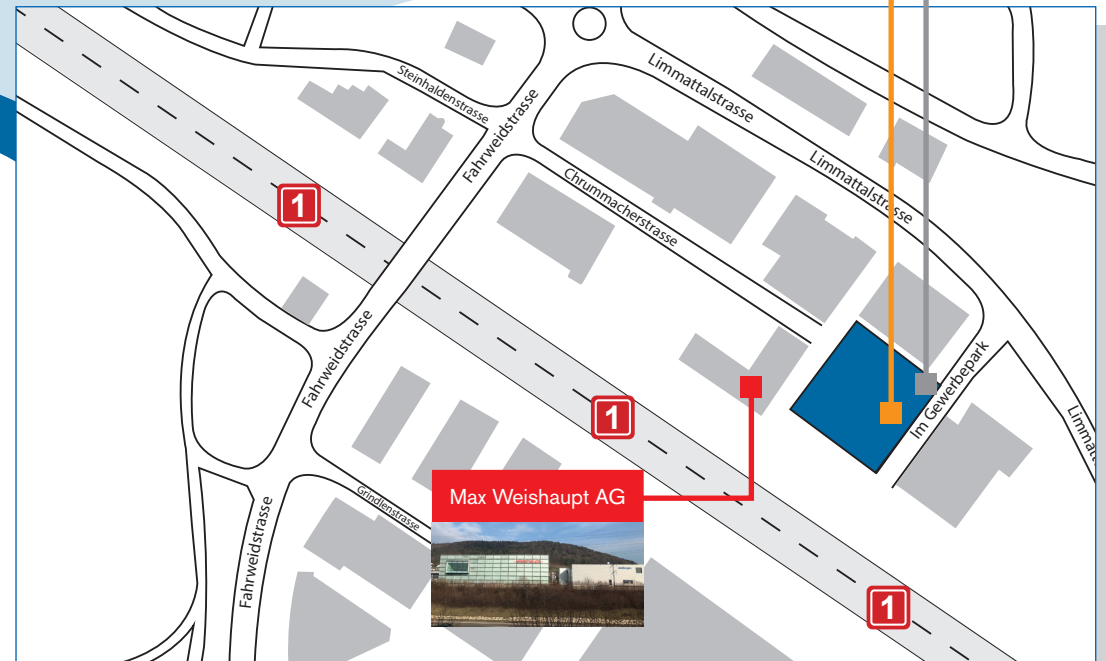 Steinhaldenstrasse
Limmattalstrasse
Fahrweidstrasse
Limmattalstrasse
Chrummacherstrasse
1
Fahrweidstrasse
Im Gewerbepark
1
Max Weishaupt AG
Grindlenstrasse
Fahrweidstrasse
1